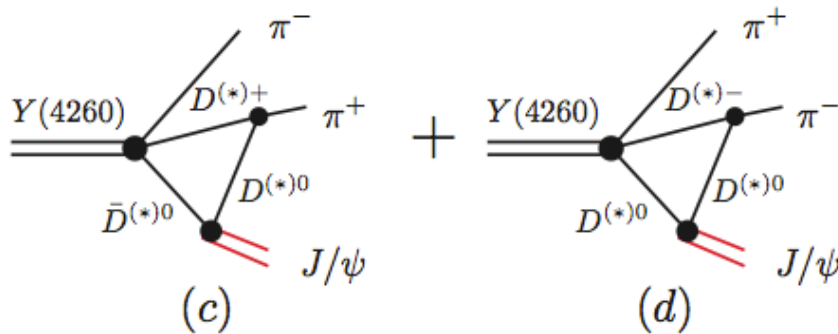 π⁻ π⁺
Y(4260) D⁽*⁾⁺ π⁺ + Y(4260) D⁽*⁾⁻ π⁻
D̄⁽*⁾⁰ D⁽*⁾⁰ D⁽*⁾⁰ D⁽*⁾⁰
J/ψ J/ψ
(c) (d)